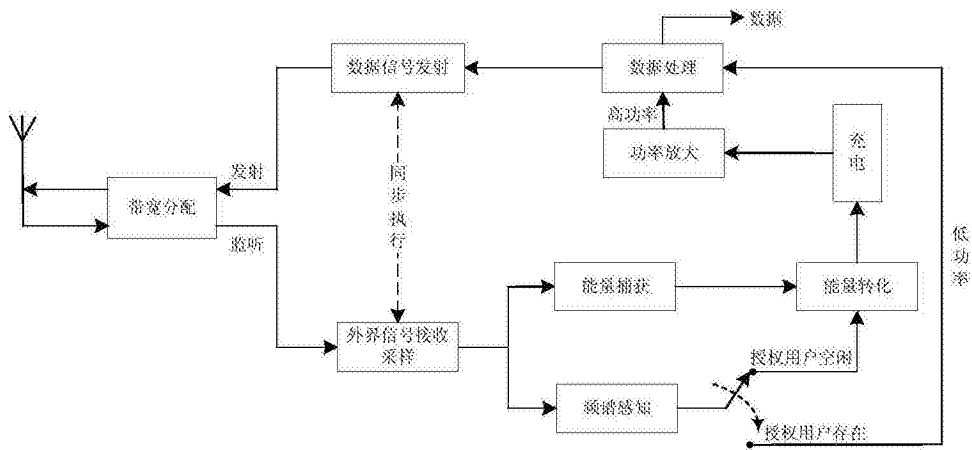 数据
数据信号发射
数据处理
高功率
功率放大
充电
发射
带宽分配
监听
同步执行
低功率
能量捕获
能量转化
外界信号接收
采样
授权用户空闲
频谱感知
授权用户存在